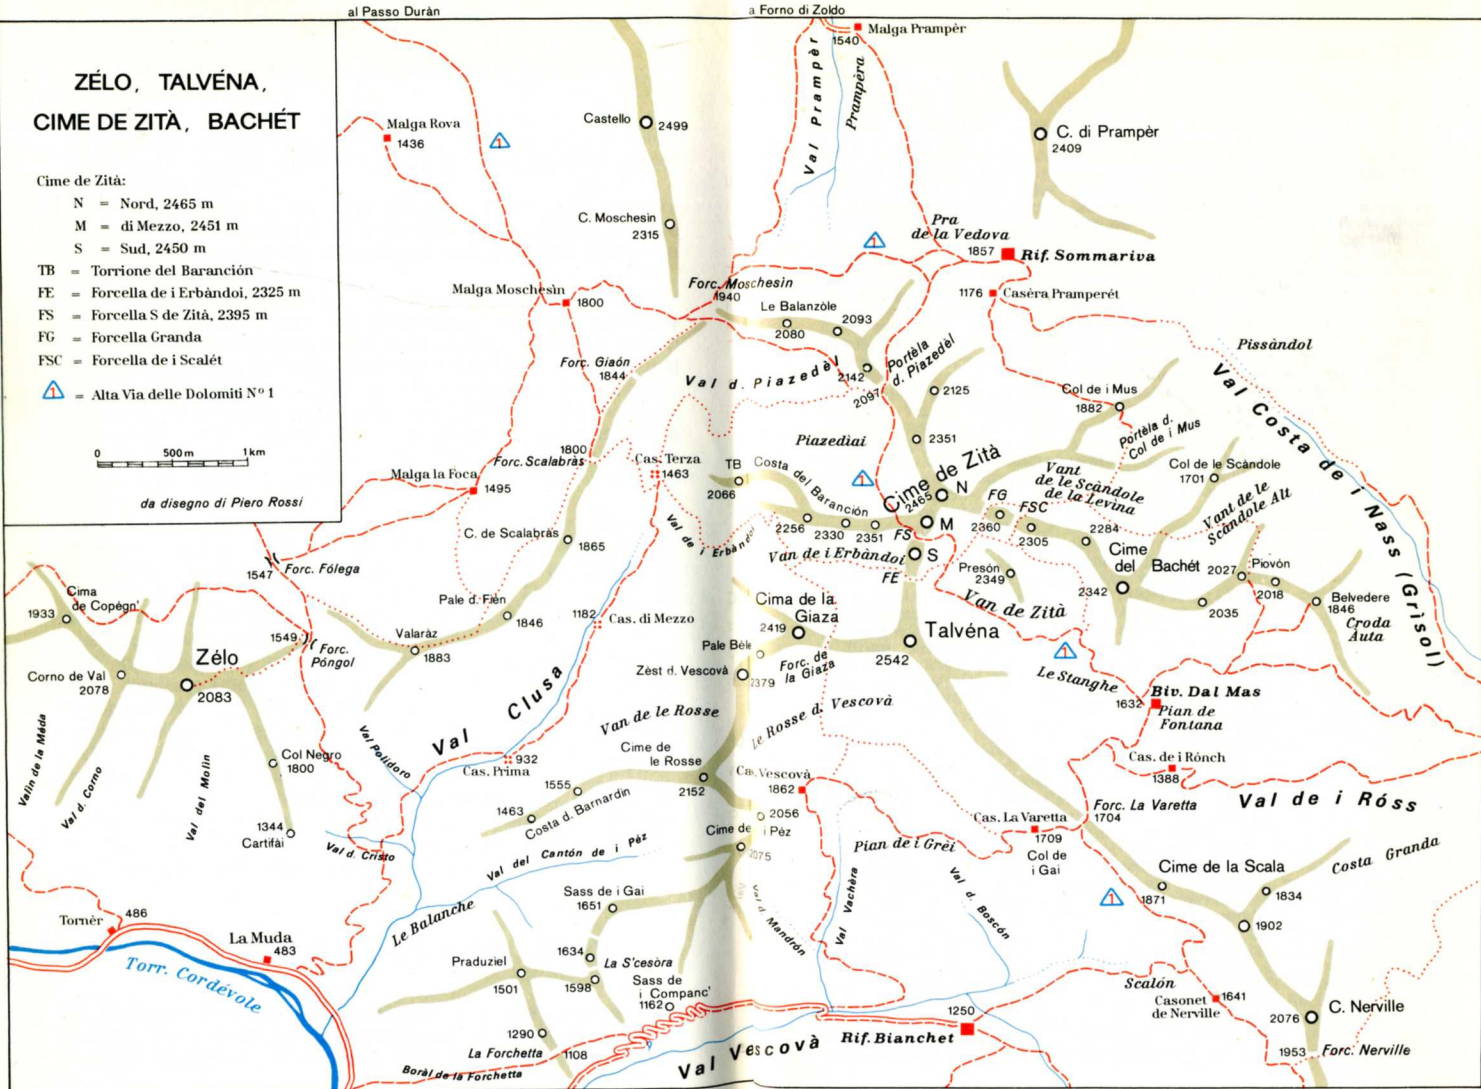 al Passo Duràn
a Forno di Zoldo
ZÉLO, TALVÉNA,
CIME DE ZITÀ, BACHÉT
Cime de Zità:
N = Nord, 2465 m
M = di Mezzo, 2451 m
S = Sud, 2450 m
TB = Torrione del Baranción
FE = Forcella de i Erbàndoi, 2325 m
FS = Forcella S de Zità, 2395 m
FG = Forcella Granda
FSC = Forcella de i Scalét
1 = Alta Via delle Dolomiti Nº 1
0 500 m 1 km
da disegno di Piero Rossi
Malga Rova
1436
1
Castello
2499
C. Moschesin
2315
Malga Moschesìn
1800
Forc. Moschesin
1940
Val Prampèr
Prampèra
1540
Malga Prampèr
C. di Prampèr
2409
Pra
de la Vedova
1
1857
Rif. Sommariva
1176
Casèra Pramperét
Le Balanzòle
2080
2093
2142
2097
Portèla
d. Piazedèl
2125
2351
Forc. Giaón
1844
Val d. Piazedèl
Piazedìai
Pissàndol
Val Costa de i Nass (Grìsol)
Col de i Mus
1882
Portèla d.
Col de i Mus
Col de le Scàndole
1701
Vant de le
Scàndole Alt
Vant
de le Scàndole
de la Levina
1800
Forc. Scalabràs
Cas. Terza
1463
TB
2066
Costa del Baranción
2256
2330
2351
1
Cime de Zità
2465
N
M
FS
S
FE
FG
2360
FSC
2305
2284
Malga la Foca
1495
C. de Scalabràs
1865
Val de i Erbàndoi
Van de i Erbàndoi
Presón
2349
Van de Zità
Cime
del Bachét
2342
2035
2027
Piovón
2018
Belvedere
1846
Croda
Àuta
1547
Forc. Fólega
Cima
de Copégn'
1933
Pale d. Fién
1846
1182
Cas. di Mezzo
Cima de la
Giaza
2419
Talvéna
2542
1549
Forc.
Póngol
Valaràz
1883
Zélo
2083
Corno de Val
2078
Pale Bèle
Zèst d. Vescovà
2379
Forc. de
la Giaza
1
Le Stanghe
1632
Biv. Dal Mas
Pian de
Fontana
Val Clusa
Van de le Rosse
Le Rosse d. Vescovà
Valin de la Méda
Val d. Corno
Val del Molin
Col Negro
1800
Val Polidoro
932
Cas. Prima
Cime de
le Rosse
2152
1555
1463
Costa d. Barnardin
Cas. Vescovà
1862
2056
Cime de i Péz
2075
Cas. de i Rónch
1388
Forc. La Varetta
1704
Val de i Róss
Cas. La Varetta
1709
Col de
i Gai
1344
Cartifài
Val d. Cristo
Val del Cantón de i Péz
Pian de i Grèi
Sass de i Gai
1651
Val d. Mandrón
Val Vachèra
Val d. Boscón
Cime de la Scala
1871
1
1834
Costa Granda
1902
Tornèr
486
La Muda
483
Torr. Cordévole
Le Balanche
Praduziel
1501
1634
La S'cesòra
1598
Sass de
i Companc'
1162
1290
La Forchetta
1108
Boràl de la Forchetta
Val Vescovà
Rif. Bianchet
1250
Scalón
Casonet
de Nerville
1641
C. Nerville
2076
1953
Forc. Nerville